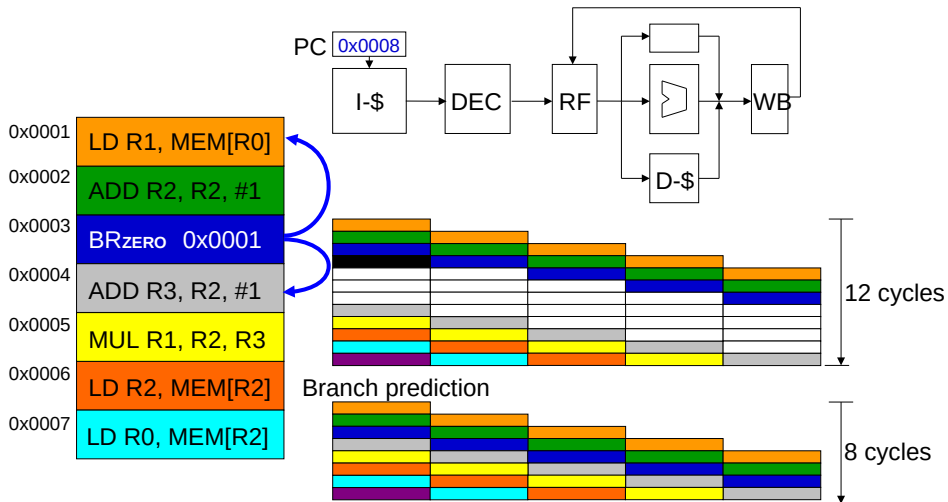 PC 0x0008
I-$ DEC RF D-$ WB
0x0001
LD R1, MEM[R0]
0x0002
ADD R2, R2, #1
0x0003
BRZERO 0x0001
0x0004
ADD R3, R2, #1
0x0005
MUL R1, R2, R3
0x0006
LD R2, MEM[R2]
0x0007
LD R0, MEM[R2]
12 cycles
Branch prediction
8 cycles